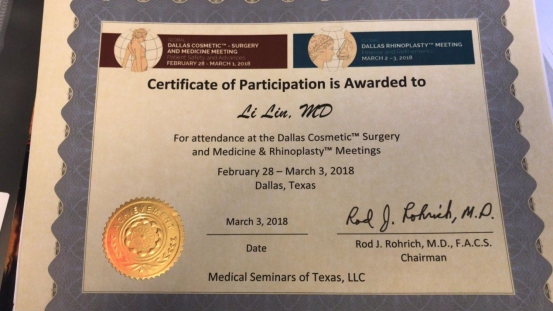 DALLAS COSMETIC™ - SURGERY
AND MEDICINE MEETING
FEBRUARY 28 - MARCH 1, 2018
DALLAS RHINOPLASTY™ MEETING
MARCH 2 - 3, 2018
Certificate of Participation is Awarded to
Li Lin, MD
For attendance at the Dallas Cosmetic™ Surgery
and Medicine & Rhinoplasty™ Meetings
February 28 – March 3, 2018
Dallas, Texas
March 3, 2018
Date
Rod J. Rohrich, M.D.
Rod J. Rohrich, M.D., F.A.C.S.
Chairman
Medical Seminars of Texas, LLC